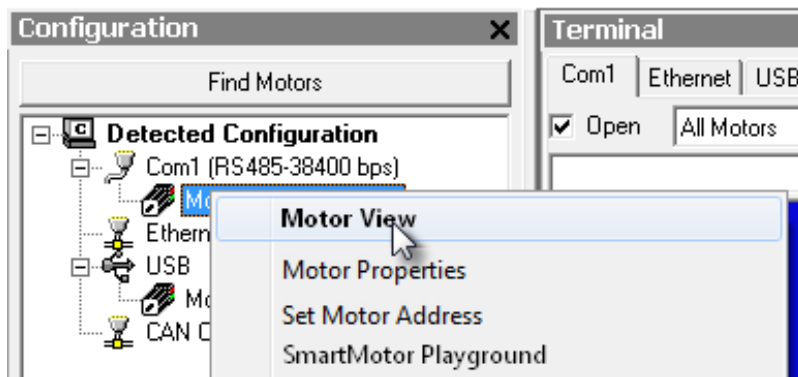 Configuration
Find Motors
Detected Configuration
Com1 (RS485-38400 bps)
USB
Motor View
Motor Properties
Set Motor Address
SmartMotor Playground
Terminal
Com1 Ethernet USB
Open All Motors